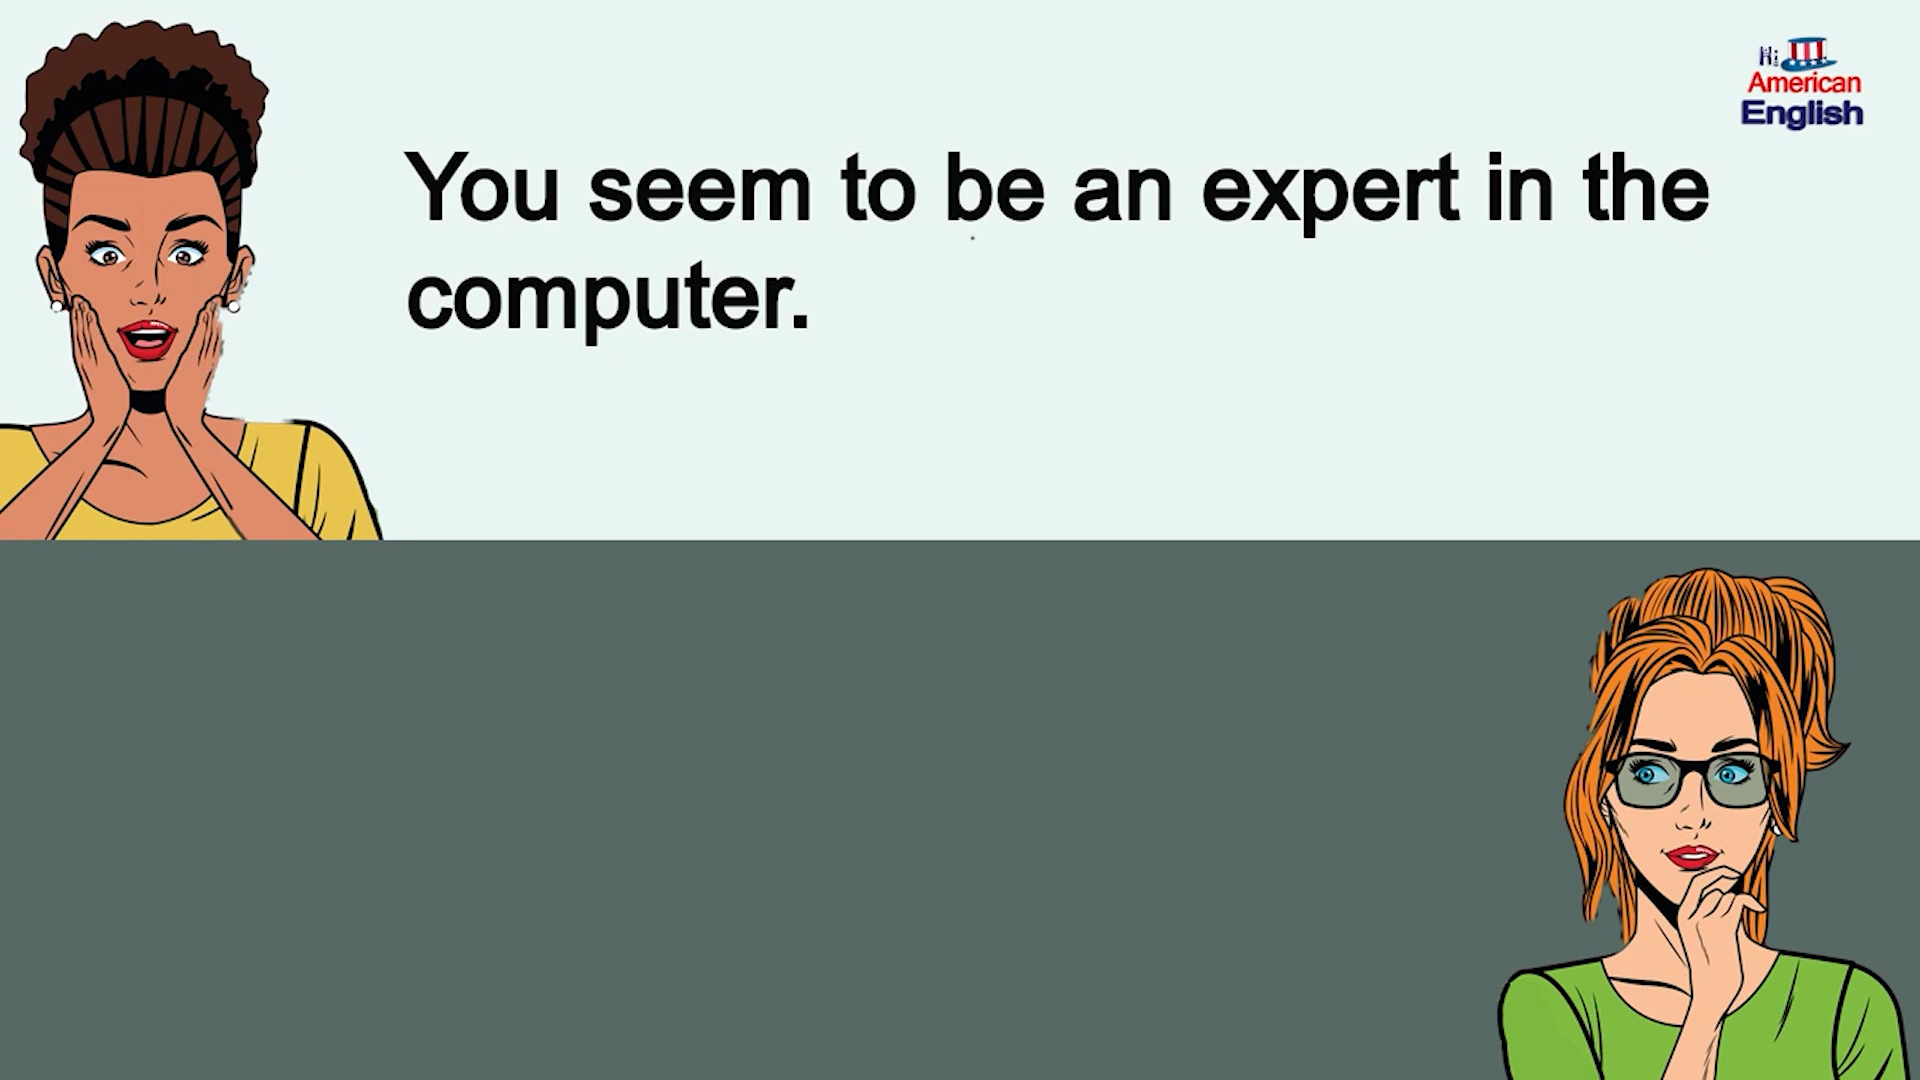 Hi
American
English
You seem to be an expert in the
computer.